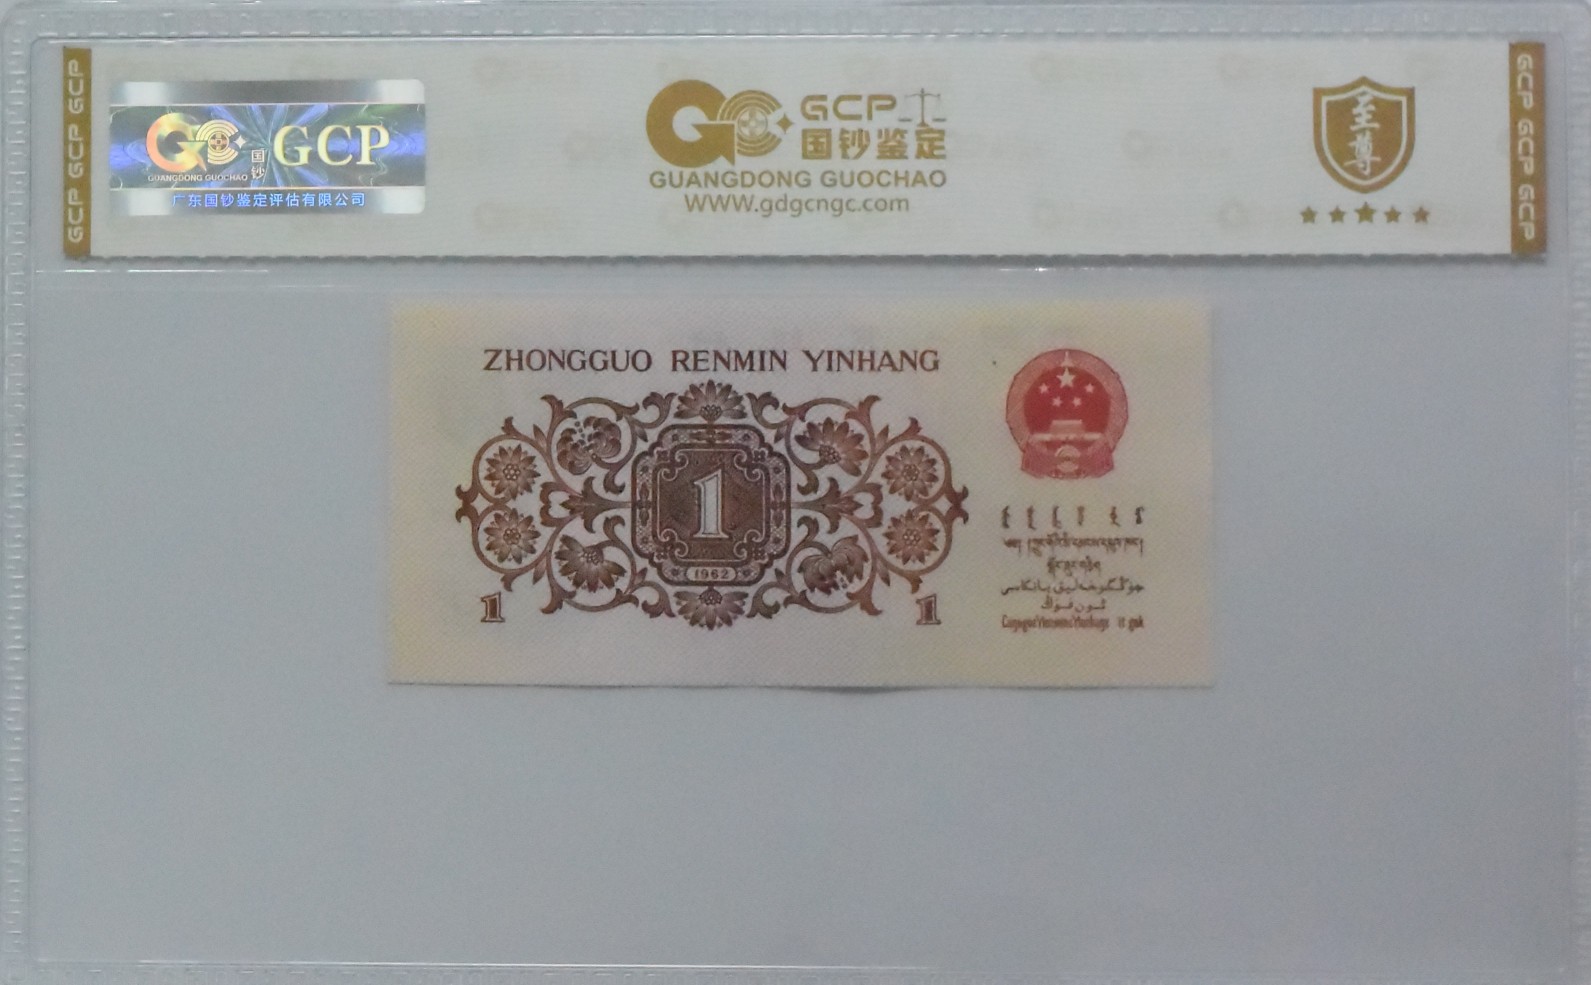 GCP GCP GCP
GC
国钞
GCP
GUANGDONG GUOCHAO
广东国钞鉴定评估有限公司
GC
GCP
国钞鉴定
GUANGDONG GUOCHAO
WWW.gdgcngc.com
至尊
GCP GCP GCP
ZHONGGUO RENMIN YINHANG
1
1962
1
1